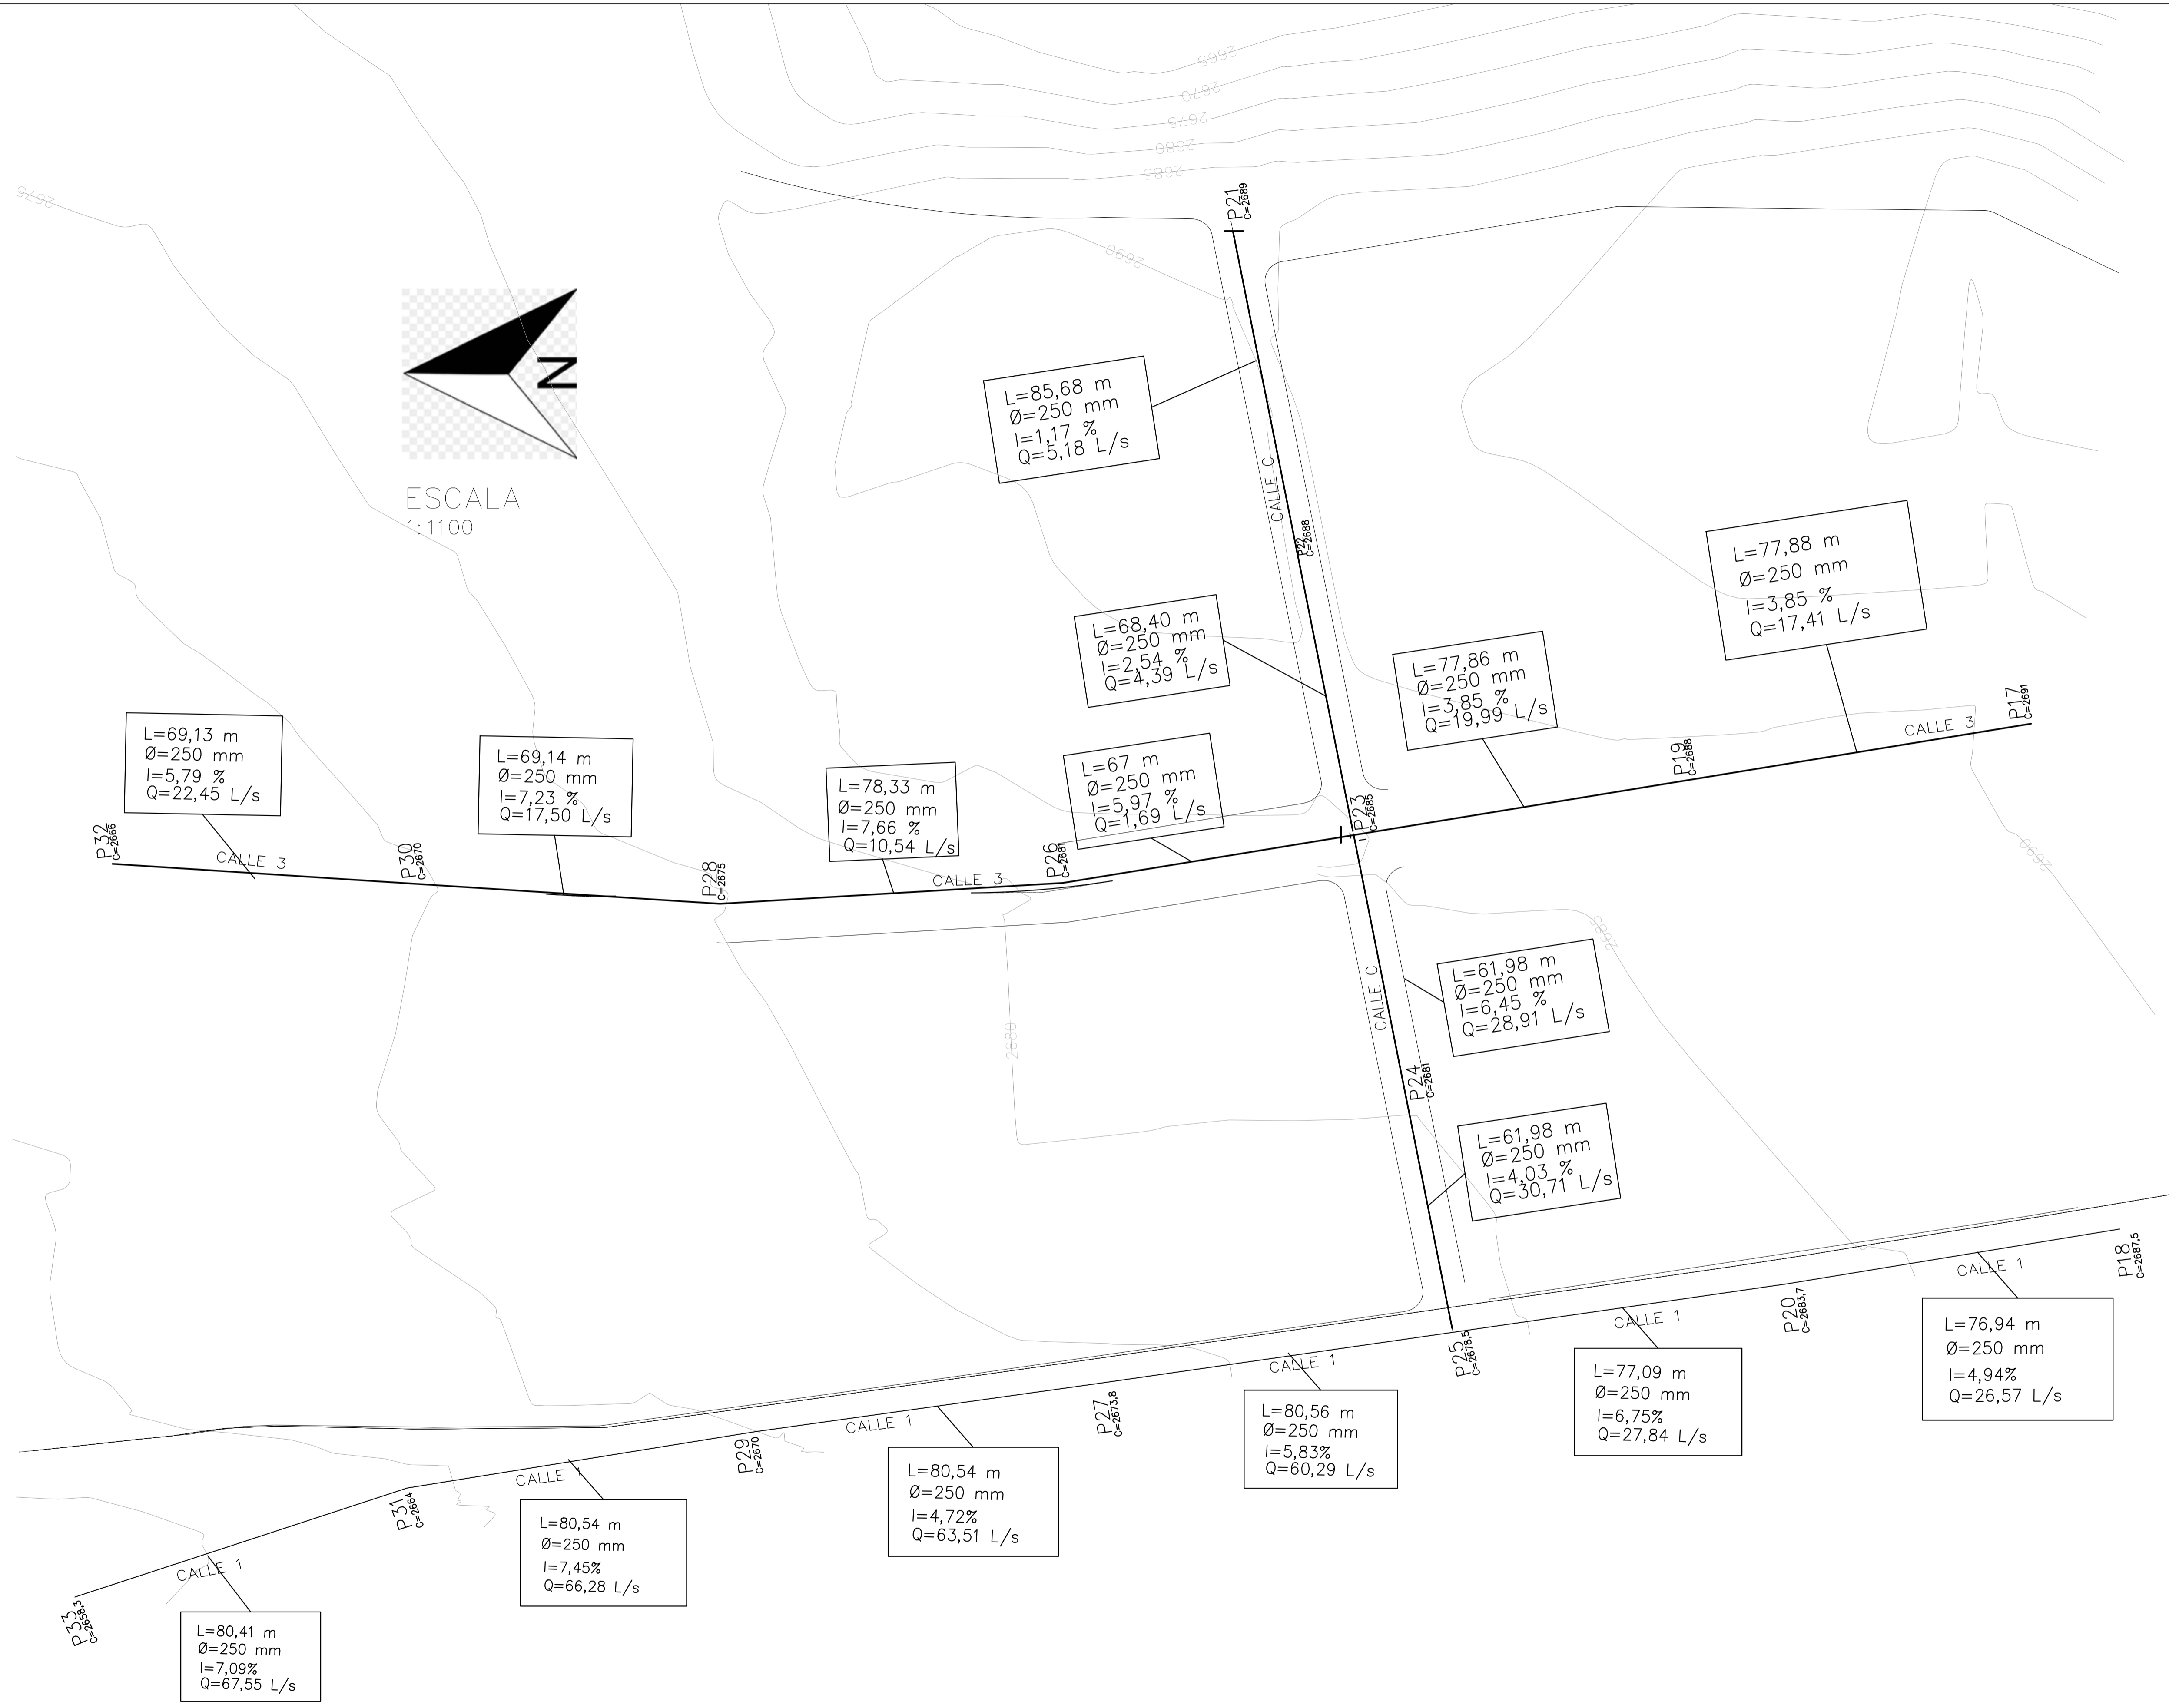 2665
2670
2675
2680
2685
2675
P21
C=2689
2690
N
ESCALA
1:1100
L=85,68 m
Ø=250 mm
I=1,17 %
Q=5,18 L/s
CALLE C
P22
C=2688
L=77,88 m
Ø=250 mm
I=3,85 %
Q=17,41 L/s
L=68,40 m
Ø=250 mm
I=2,54 %
Q=4,39 L/s
L=77,86 m
Ø=250 mm
I=3,85 %
Q=19,99 L/s
P17
C=2691
CALLE 3
P19
C=2688
L=69,13 m
Ø=250 mm
I=5,79 %
Q=22,45 L/s
L=69,14 m
Ø=250 mm
I=7,23 %
Q=17,50 L/s
L=78,33 m
Ø=250 mm
I=7,66 %
Q=10,54 L/s
L=67 m
Ø=250 mm
I=5,97 %
Q=1,69 L/s
P23
C=2685
P32
C=2666
CALLE 3
P30
C=2670
P28
C=2675
CALLE 3
P26
C=2681
2690
2685
CALLE C
L=61,98 m
Ø=250 mm
I=6,45 %
Q=28,91 L/s
2680
P24
C=2681
L=61,98 m
Ø=250 mm
I=4,03 %
Q=30,71 L/s
P18
C=2687,5
CALLE 1
P20
C=2683,7
CALLE 1
L=76,94 m
Ø=250 mm
I=4,94%
Q=26,57 L/s
P25
C=2678,5
CALLE 1
L=77,09 m
Ø=250 mm
I=6,75%
Q=27,84 L/s
P27
C=2673,8
L=80,56 m
Ø=250 mm
I=5,83%
Q=60,29 L/s
CALLE 1
P29
C=2670
L=80,54 m
Ø=250 mm
I=4,72%
Q=63,51 L/s
CALLE 1
P31
C=2664
L=80,54 m
Ø=250 mm
I=7,45%
Q=66,28 L/s
CALLE 1
P33
C=2658,3
L=80,41 m
Ø=250 mm
I=7,09%
Q=67,55 L/s